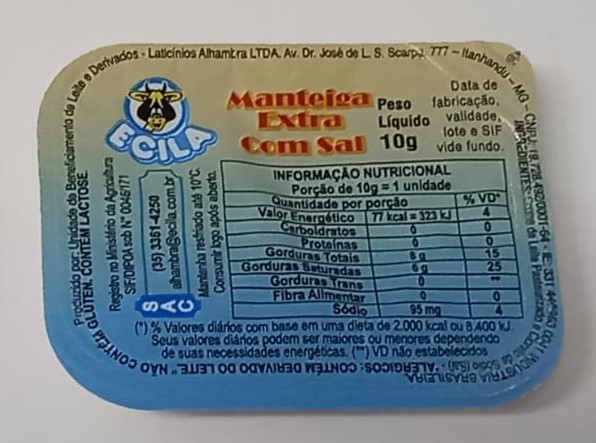 Produzido por: Unidade de Beneficiamento de Leite e Derivados - Laticínios Alhambra LTDA. Av. Dr. José de L. S. Scarpa, 777 - Itanhandu - MG - CNPJ: 18.726.492/0001-
INDÚSTRIA BRASILEIRA
INGREDIENTES: Creme de Leite Pasteurizado e
de Sódio (Sal) - ALÉRGICOS: CONTÉM DERIVADO DO LEITE. NÃO CONTÉM GLÚTEN. CONTÉM LACTOSE
Registro no Ministério da Agricultura
SIF/DIPOA sob N° 0045/171
ECILA
SAC
(35) 3361-4250
alhambra@ecila.com.br
Mantenha resfriado até 10°C.
Consumir logo após aberto.
Manteiga
Extra
Com Sal
Peso
Líquido
10g
Data de
fabricação,
validade,
lote e SIF
vide fundo.
INFORMAÇÃO NUTRICIONAL
Porção de 10g = 1 unidade
Quantidade por porção % VD*
Valor Energético 77 kcal = 323 kJ 4
Carboidratos 0 0
Proteínas 0 0
Gorduras Totais 8 g 15
Gorduras Saturadas 6 g 25
Gorduras Trans 0 **
Fibra Alimentar 0 0
Sódio 95 mg 4
(*) % Valores diários com base em uma dieta de 2.000 kcal ou 8.400 kJ.
Seus valores diários podem ser maiores ou menores dependendo
de suas necessidades energéticas. (**) VD não estabelecidos